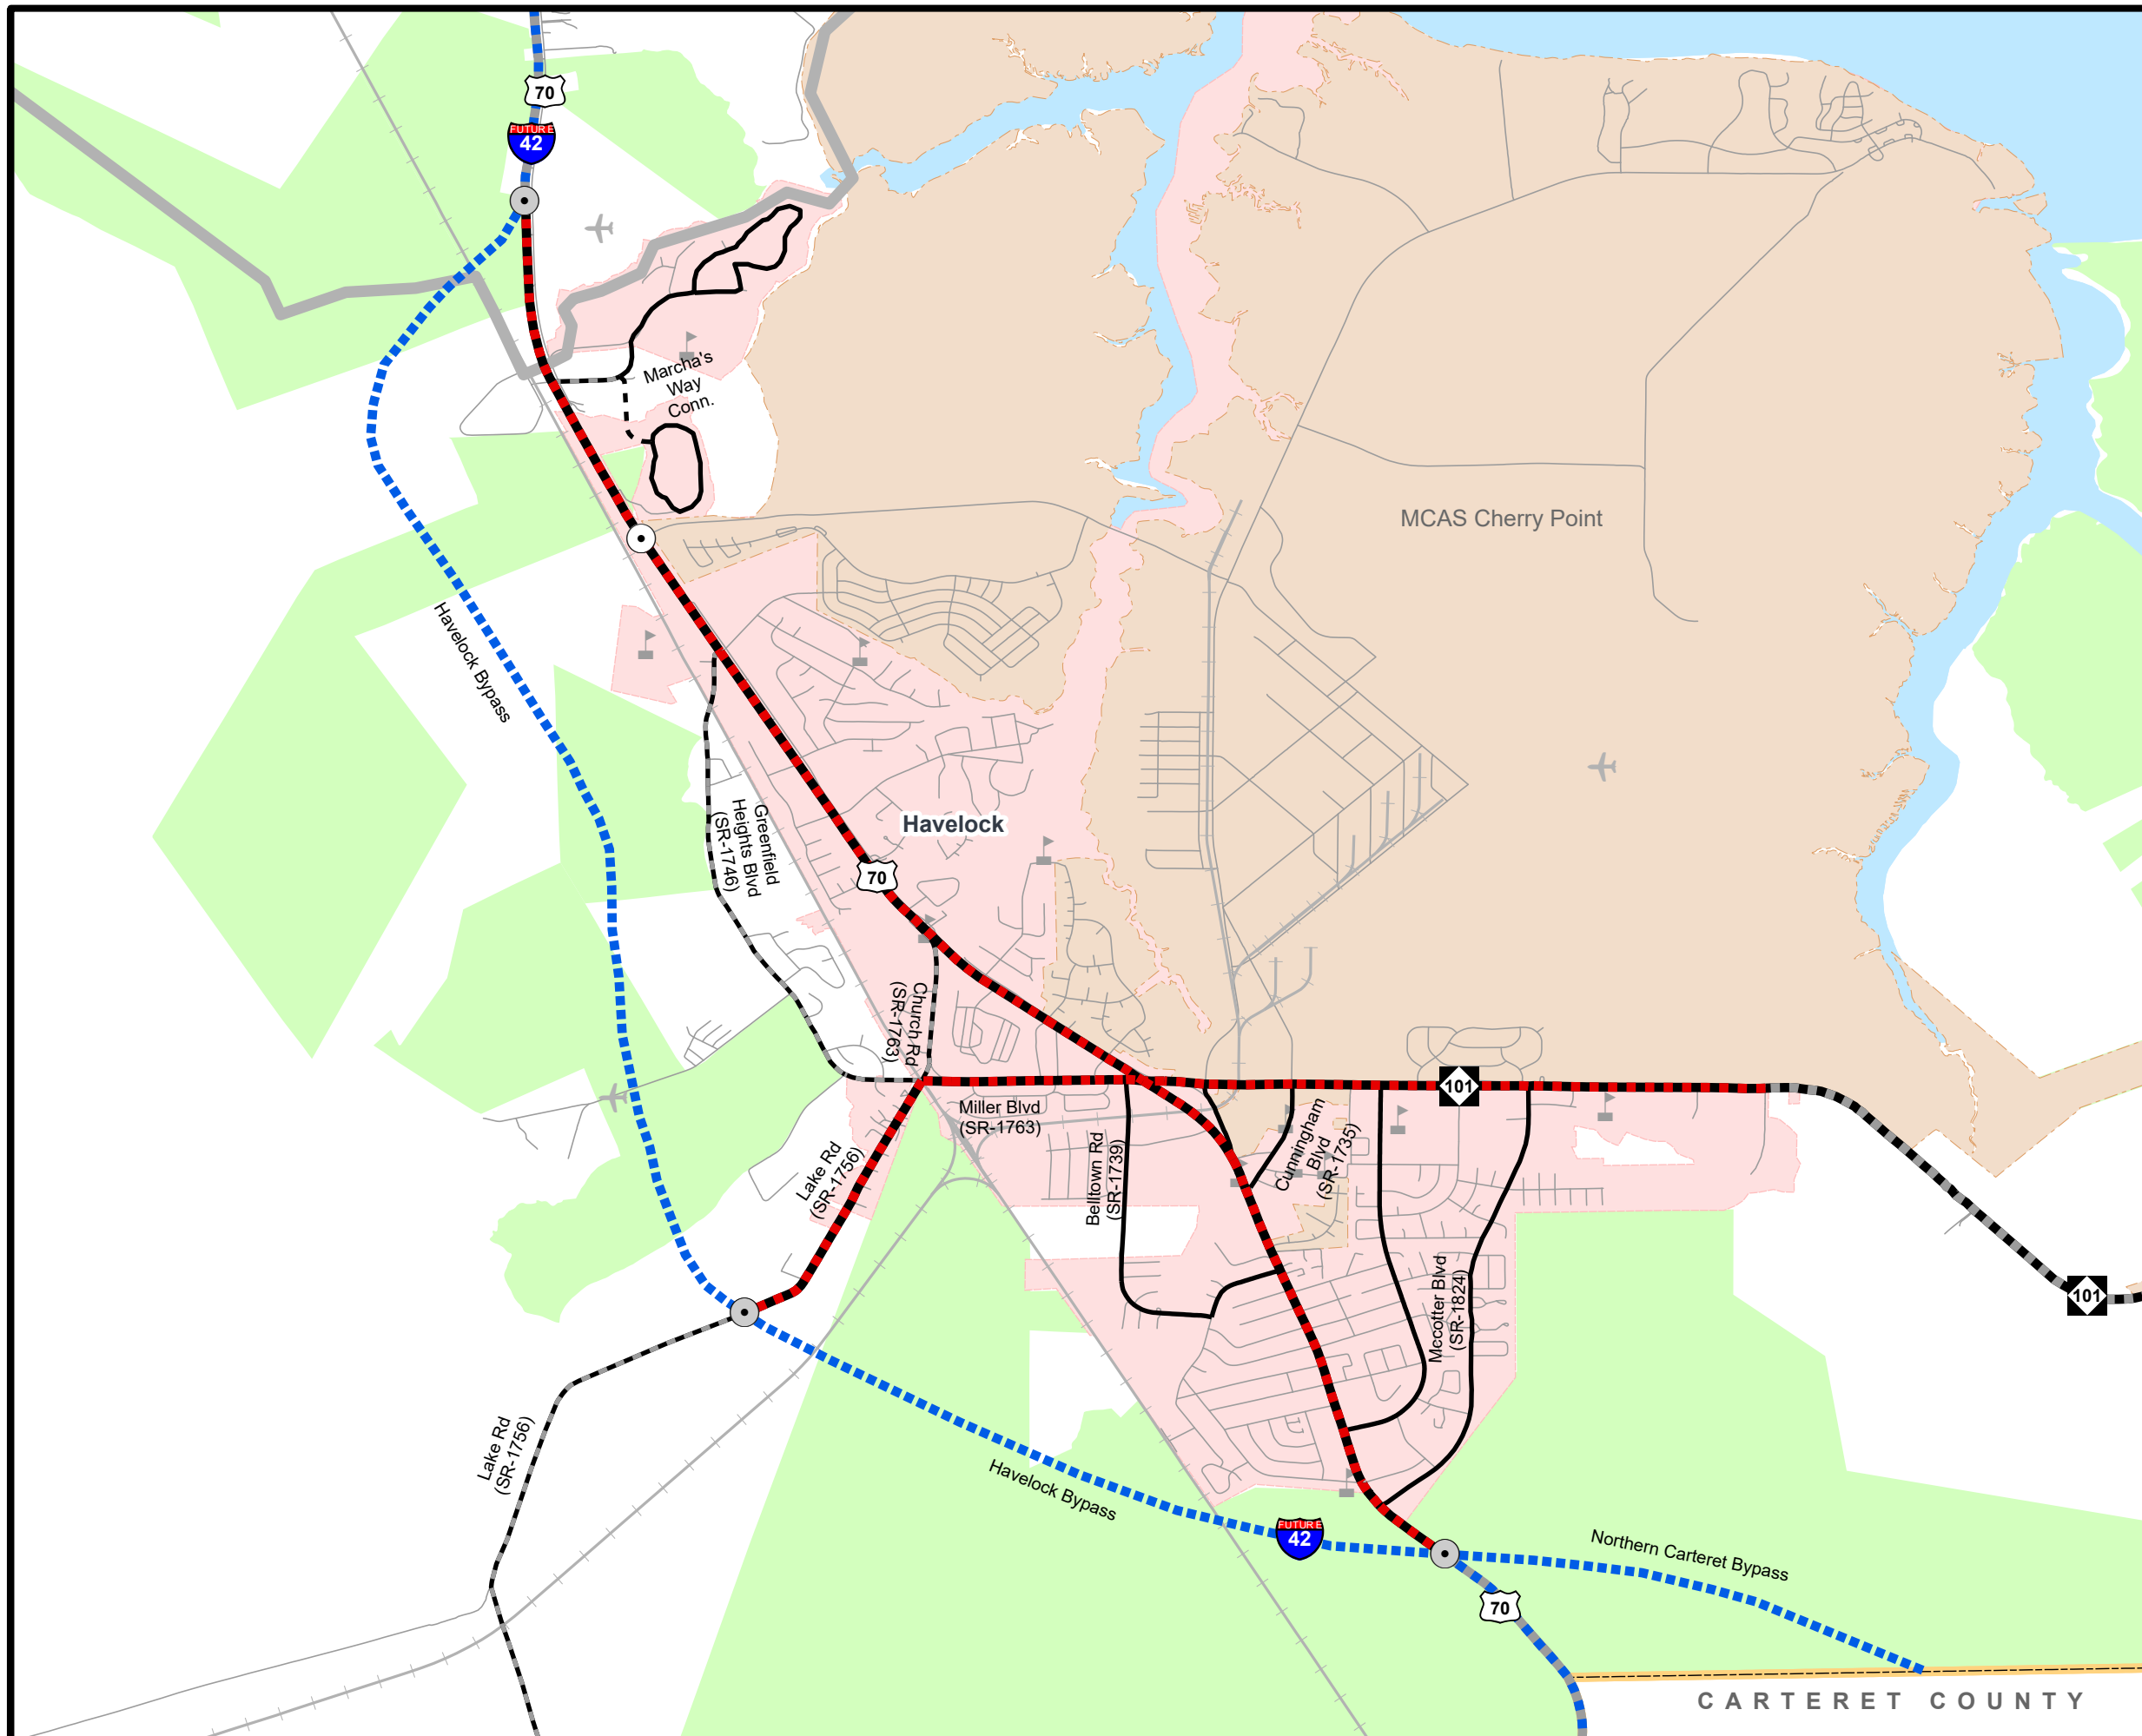 70
FUTURE
42
Marcha's
Way
Conn.
MCAS Cherry Point
Havelock Bypass
Greenfield
Heights Blvd
(SR-1746)
Havelock
70
Church Rd
(SR-1763)
101
Miller Blvd
(SR-1763)
Lake Rd
(SR-1756)
Belltown Rd
(SR-1739)
Cunningham
Blvd
(SR-1735)
Mccotter Blvd
(SR-1824)
101
Lake Rd
(SR-1756)
Havelock Bypass
FUTURE
42
Northern Carteret Bypass
70
CARTERET COUNTY